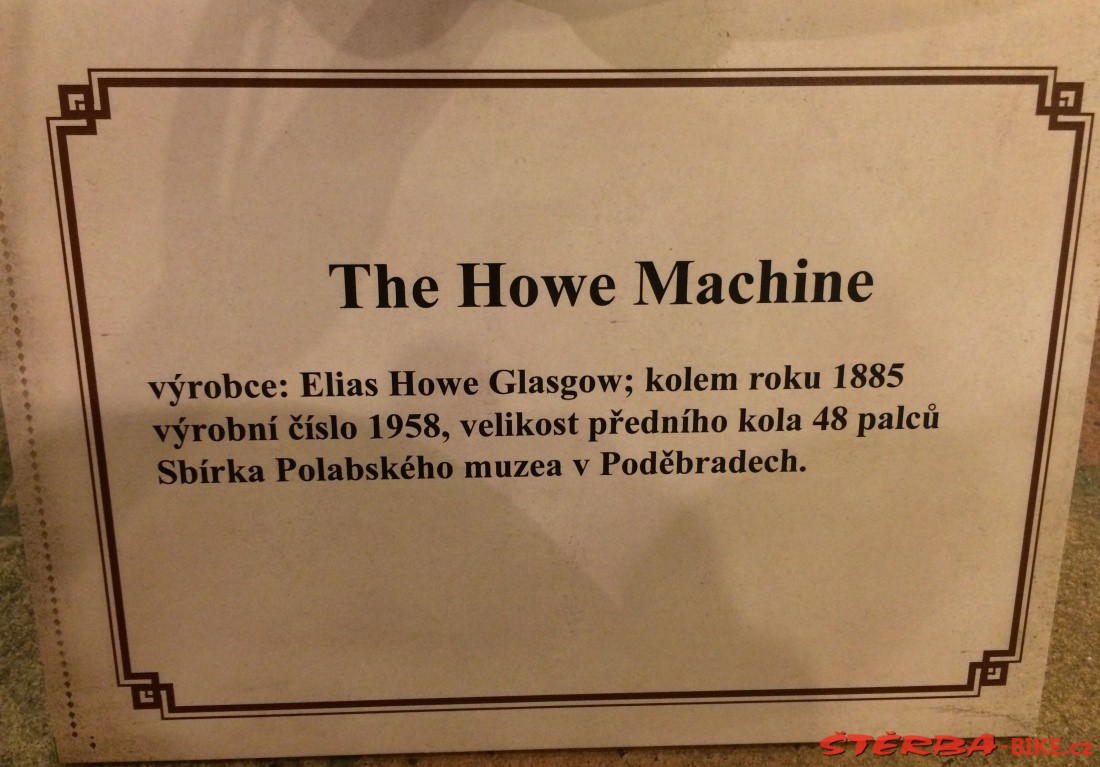 The Howe Machine
výrobce: Elias Howe Glasgow; kolem roku 1885
výrobní číslo 1958, velikost předního kola 48 palců
Sbírka Polabského muzea v Poděbradech.
ŠTĚRBA-BIKE.cz